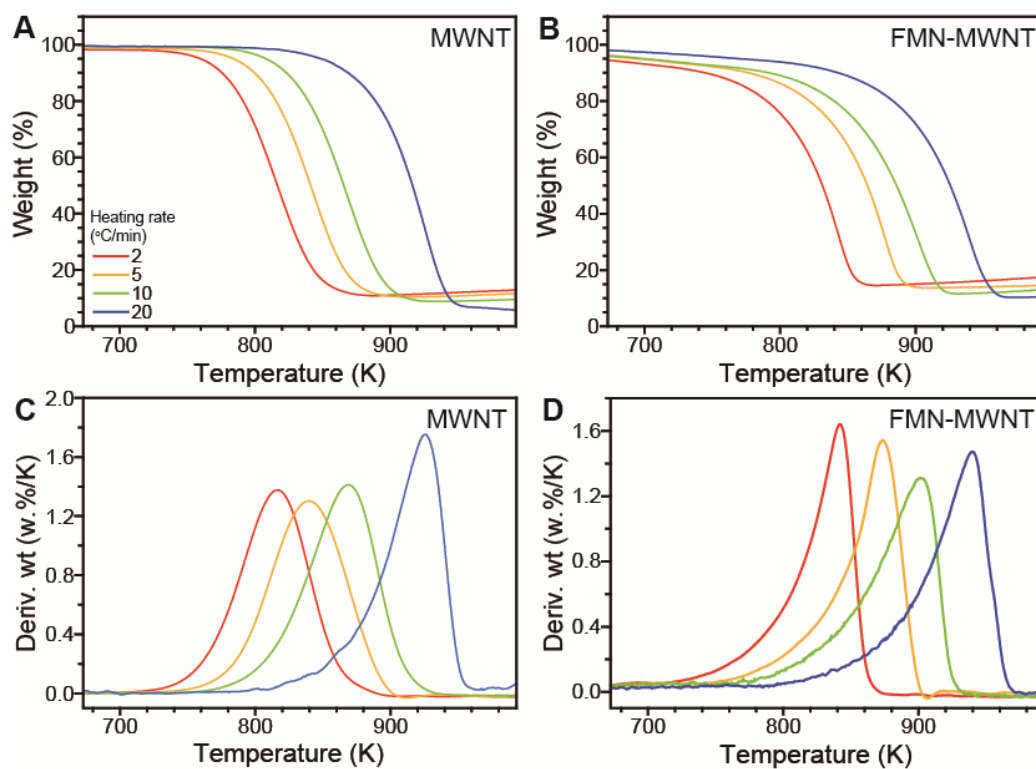 A
MWNT
Weight (%)
100
80
60
40
20
0
Heating rate
(°C/min)
2
5
10
20
700
800
900
Temperature (K)
B
FMN-MWNT
Weight (%)
100
80
60
40
20
0
700
800
900
Temperature (K)
C
MWNT
Deriv. wt (w.%/K)
2.0
1.6
1.2
0.8
0.4
0.0
700
800
900
Temperature (K)
D
FMN-MWNT
Deriv. wt (w.%/K)
1.6
1.2
0.8
0.4
0.0
700
800
900
Temperature (K)